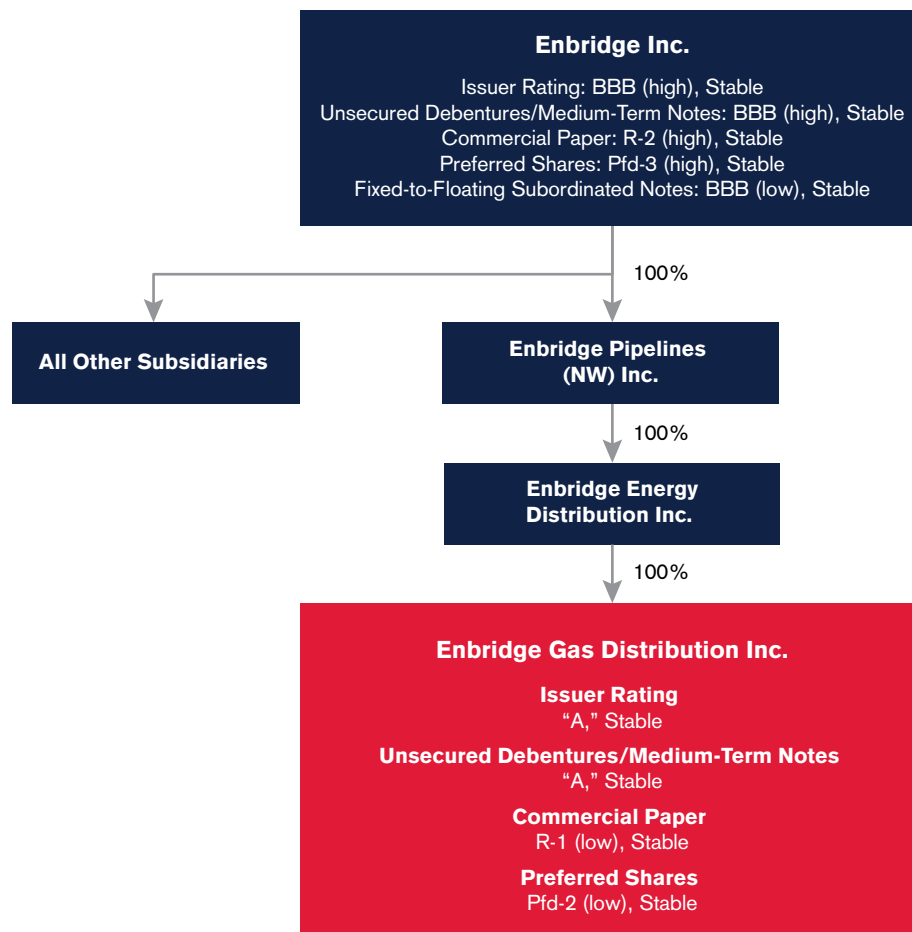 Enbridge Inc.
Issuer Rating: BBB (high), Stable
Unsecured Debentures/Medium-Term Notes: BBB (high), Stable
Commercial Paper: R-2 (high), Stable
Preferred Shares: Pfd-3 (high), Stable
Fixed-to-Floating Subordinated Notes: BBB (low), Stable
100%
All Other Subsidiaries
Enbridge Pipelines
(NW) Inc.
100%
Enbridge Energy
Distribution Inc.
100%
Enbridge Gas Distribution Inc.
Issuer Rating
“A,” Stable
Unsecured Debentures/Medium-Term Notes
“A,” Stable
Commercial Paper
R-1 (low), Stable
Preferred Shares
Pfd-2 (low), Stable